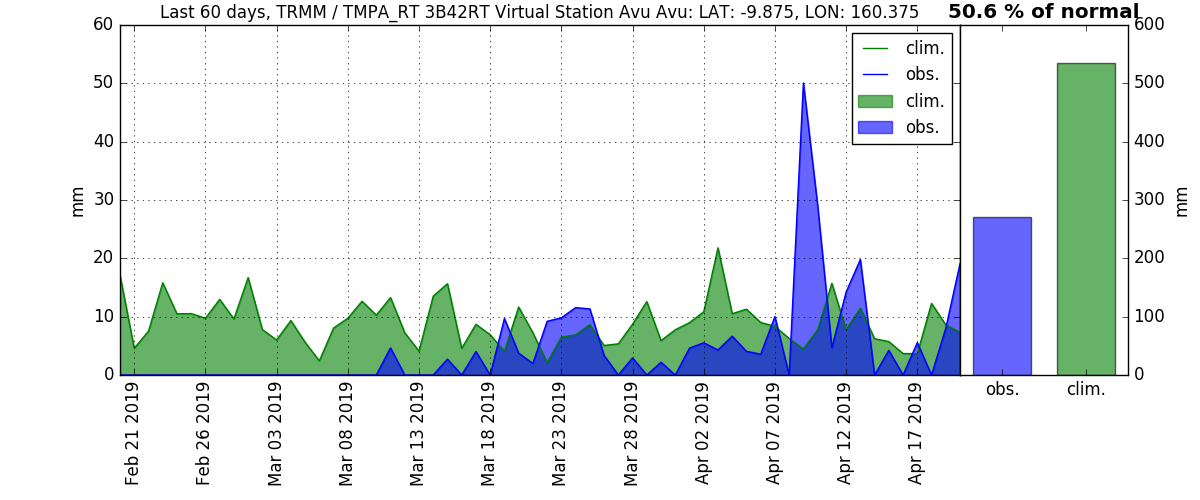 Last 60 days, TRMM / TMPA_RT 3B42RT Virtual Station Avu Avu: LAT: -9.875, LON: 160.375
50.6 % of normal
60
50
40
30
20
10
0
mm
clim.
obs.
clim.
obs.
Feb 21 2019
Feb 26 2019
Mar 03 2019
Mar 08 2019
Mar 13 2019
Mar 18 2019
Mar 23 2019
Mar 28 2019
Apr 02 2019
Apr 07 2019
Apr 12 2019
Apr 17 2019
600
500
400
300
200
100
0
mm
obs.
clim.